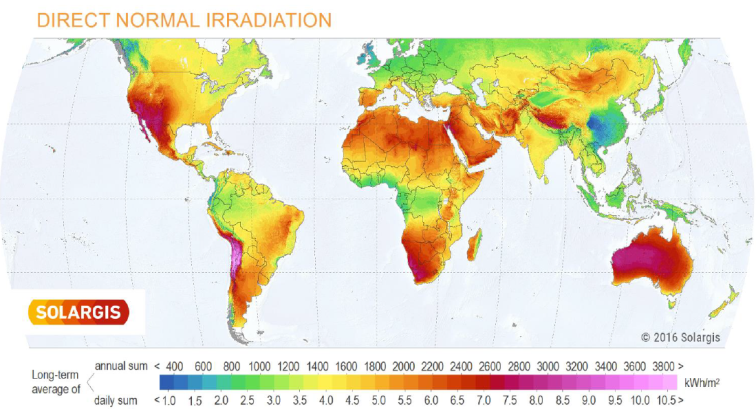 DIRECT NORMAL IRRADIATION
SOLARGIS
© 2016 Solargis
Long-term
average of
annual sum < 400 600 800 1000 1200 1400 1600 1800 2000 2200 2400 2600 2800 3000 3200 3400 3600 3800 >
kWh/m²
daily sum < 1.0 1.5 2.0 2.5 3.0 3.5 4.0 4.5 5.0 5.5 6.0 6.5 7.0 7.5 8.0 8.5 9.0 9.5 10.0 10.5 >